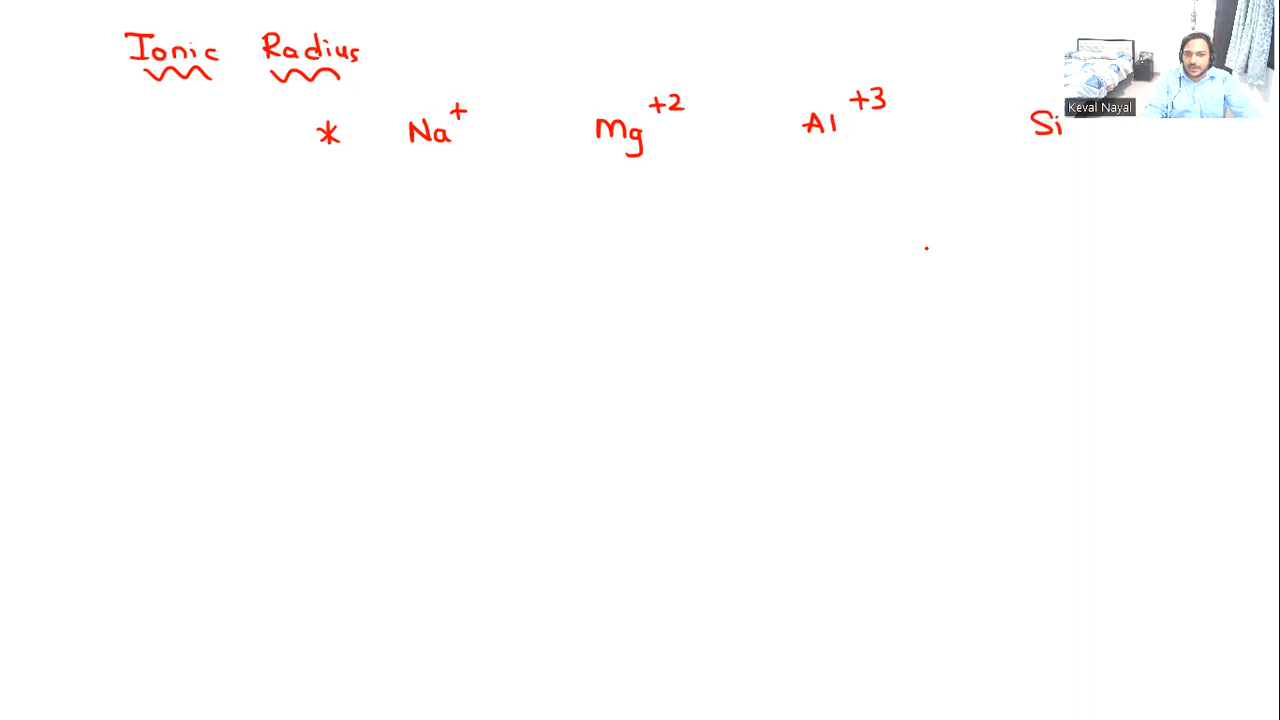 Ionic Radius
* Na⁺ Mg⁺² Al⁺³ Si
Keval Nayal